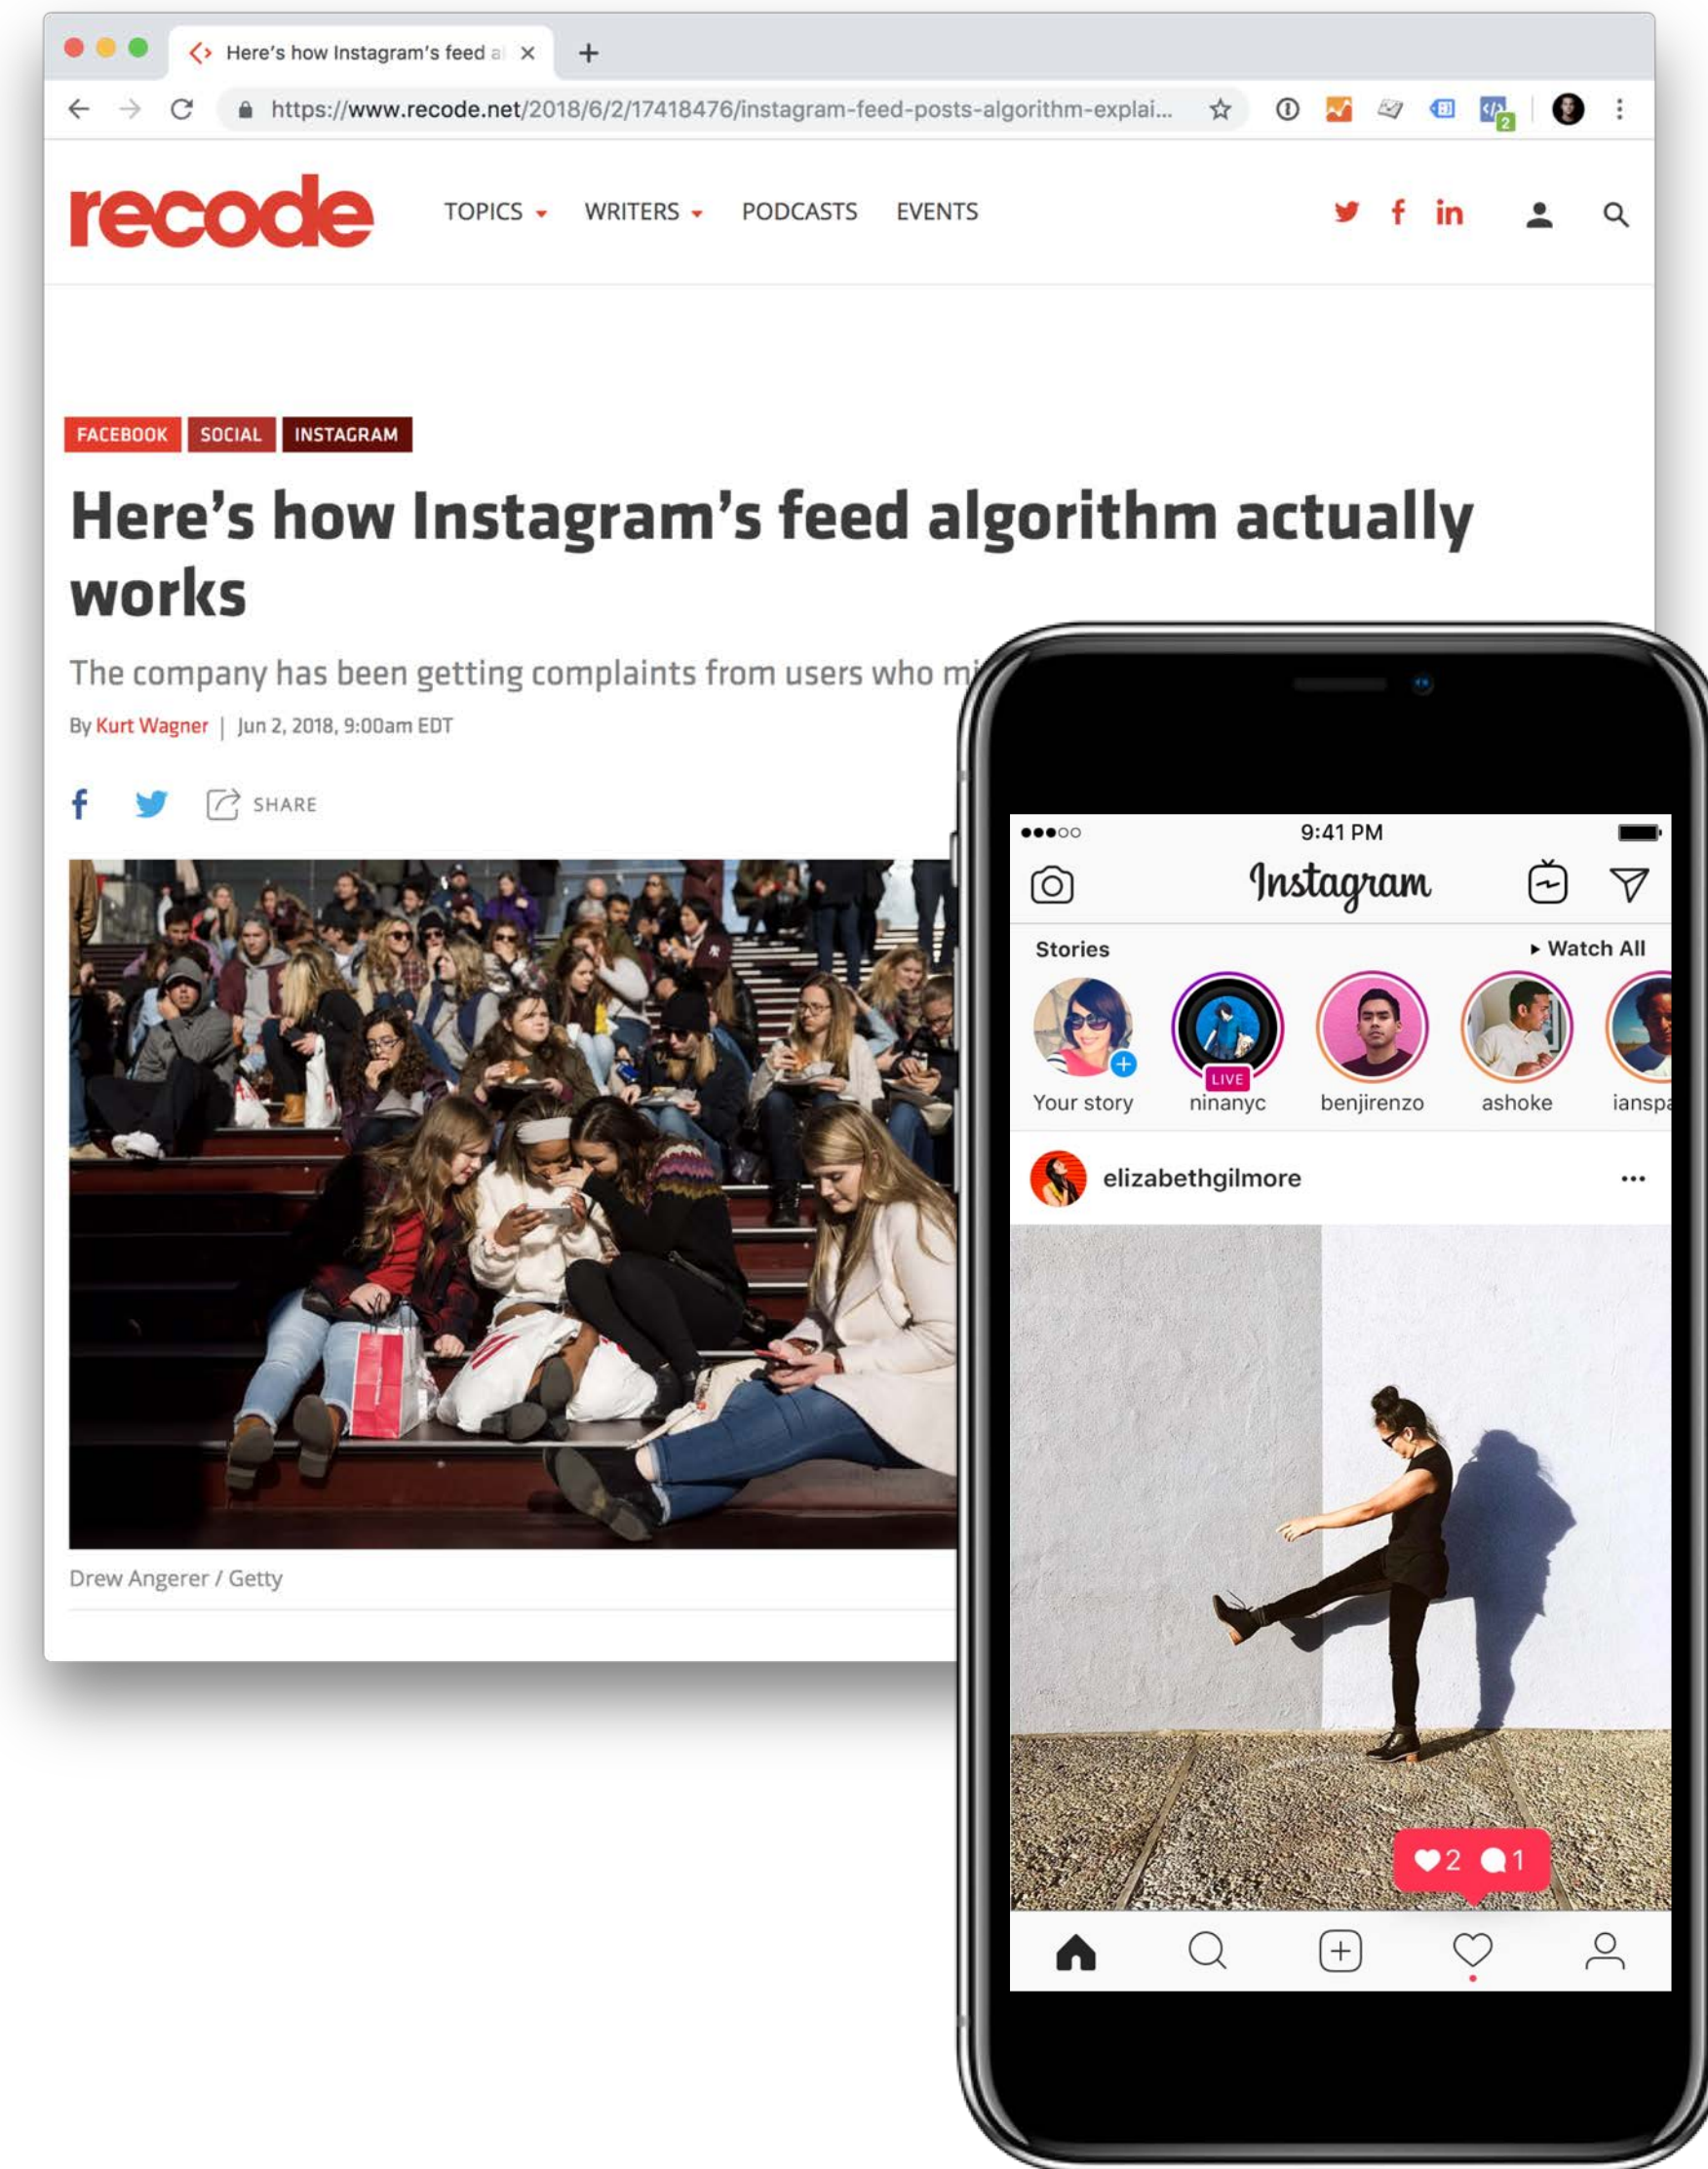 Here's how Instagram's feed a
https://www.recode.net/2018/6/2/17418476/instagram-feed-posts-algorithm-explai...
2
recode
TOPICS
WRITERS
PODCASTS
EVENTS
FACEBOOK
SOCIAL
INSTAGRAM
Here’s how Instagram’s feed algorithm actually
works
The company has been getting complaints from users who mi
By Kurt Wagner | Jun 2, 2018, 9:00am EDT
SHARE
Drew Angerer / Getty
9:41 PM
Instagram
Stories
Watch All
LIVE
Your story
ninanyc
benjirenzo
ashoke
iansp
elizabethgilmore
2 1